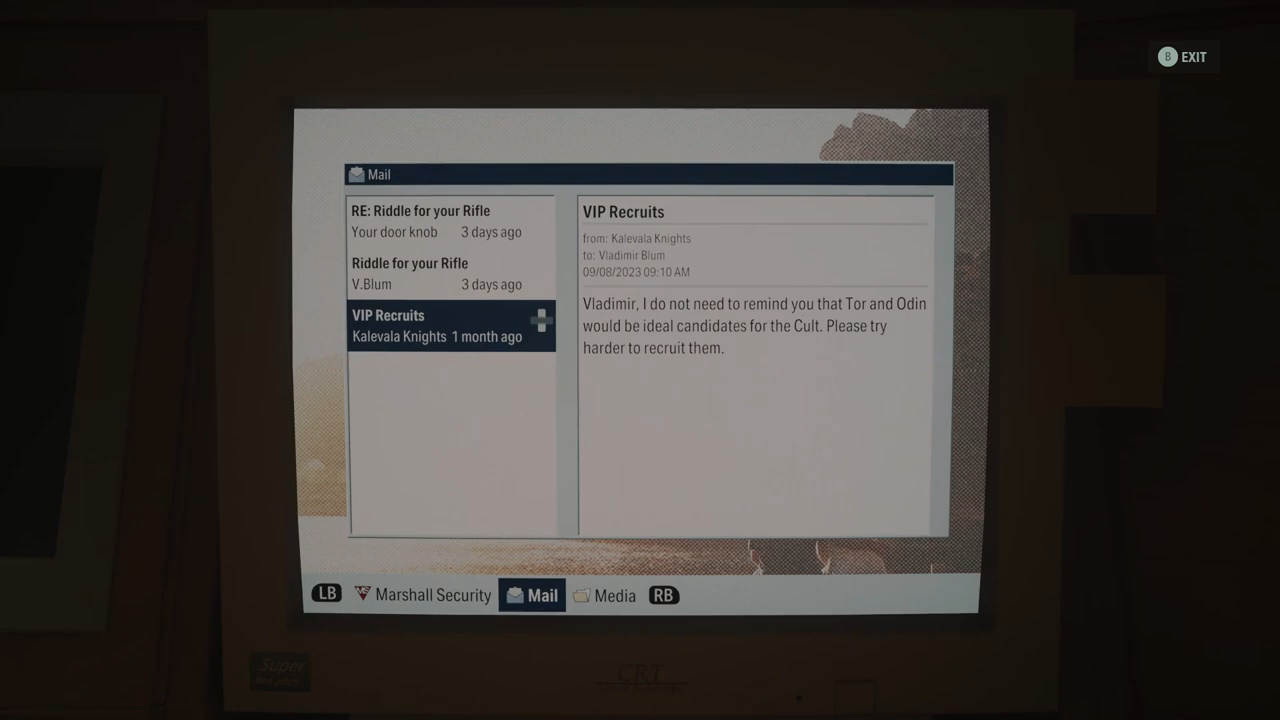 B EXIT
Mail
RE: Riddle for your Rifle
Your door knob 3 days ago
Riddle for your Rifle
V.Blum 3 days ago
VIP Recruits
Kalevala Knights 1 month ago
VIP Recruits
from: Kalevala Knights
to: Vladimir Blum
09/08/2023 09:10 AM
Vladimir, I do not need to remind you that Tor and Odin
would be ideal candidates for the Cult. Please try
harder to recruit them.
LB Marshall Security Mail Media RB
Super
CRT